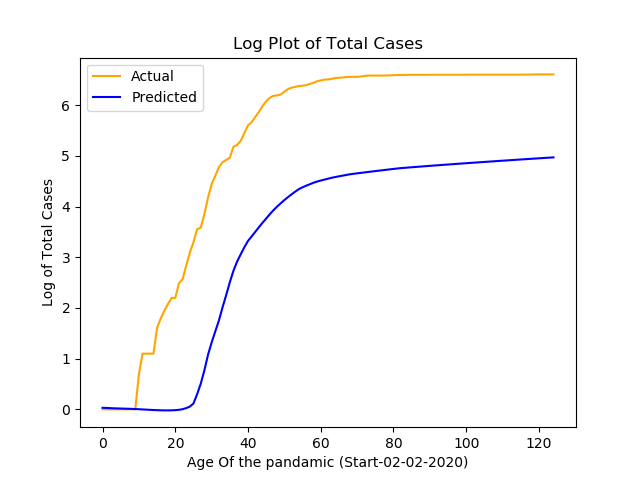 Log Plot of Total Cases
Actual
Predicted
Log of Total Cases
6
5
4
3
2
1
0
0 20 40 60 80 100 120
Age Of the pandamic (Start-02-02-2020)